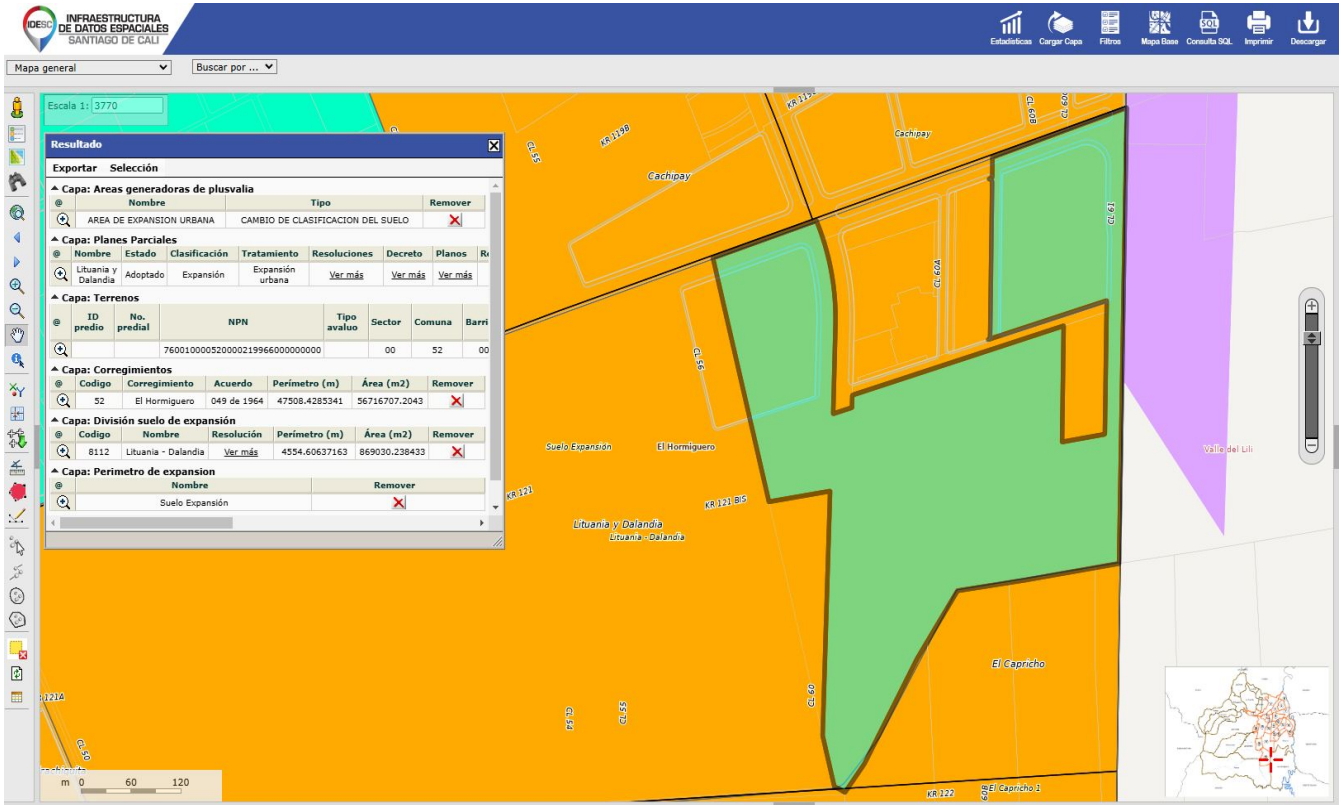 IDESC
INFRAESTRUCTURA
DE DATOS ESPACIALES
SANTIAGO DE CALI
Estadísticas Cargar Capa Filtros Mapa Base Consulta SQL Imprimir Descargar
Mapa general Buscar por ...
Escala 1: 3770
Resultado
Exportar Selección
Capa: Areas generadoras de plusvalia
@ Nombre Tipo Remover
AREA DE EXPANSION URBANA CAMBIO DE CLASIFICACION DEL SUELO
Capa: Planes Parciales
@ Nombre Estado Clasificación Tratamiento Resoluciones Decreto Planos
Lituania y Dalandia Adoptado Expansión Expansión urbana Ver más Ver más Ver más
Capa: Terrenos
@ ID predio No. predial NPN Tipo avaluo Sector Comuna Barri
760010000520000219966000000000 00 52 00
Capa: Corregimientos
@ Codigo Corregimiento Acuerdo Perímetro (m) Área (m2) Remover
52 El Hormiguero 049 de 1964 47508.4285341 56716707.2043
Capa: División suelo de expansión
@ Codigo Nombre Resolución Perímetro (m) Área (m2) Remover
8112 Lituania - Dalandia Ver más 4554.60637163 869030.238433
Capa: Perimetro de expansion
@ Nombre Remover
Suelo Expansión
KR 119B
CL 55
Cachipay
Cachipay
CL 60B
CL 61
CL 60A
CL 56
Suelo Expansión
El Hormiguero
Valle del Lili
KR 121
KR 121 BIS
Lituania y Dalandia
Lituania - Dalandia
El Capricho
CL 60
CL 55
CL 54
CL 50
m 0 60 120
KR 122
60B
El Capricho 1